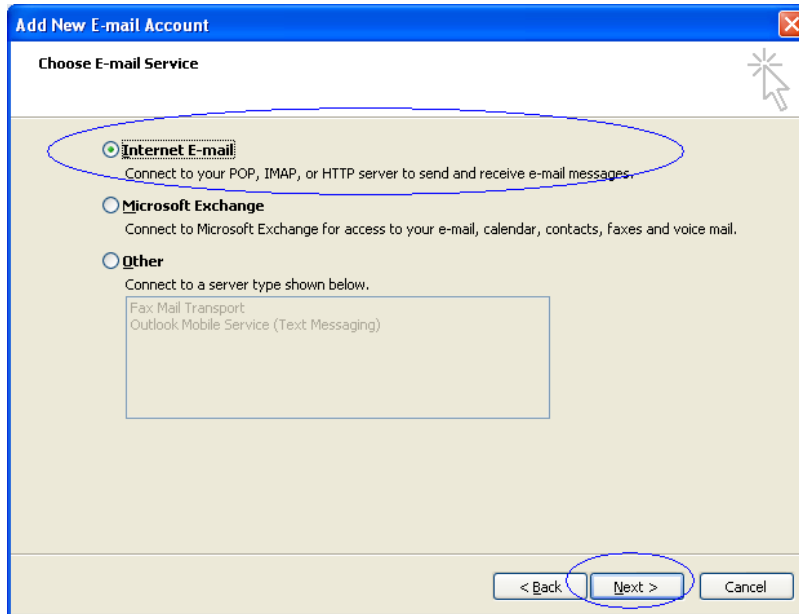 Add New E-mail Account
Choose E-mail Service
Internet E-mail
Connect to your POP, IMAP, or HTTP server to send and receive e-mail messages.
Microsoft Exchange
Connect to Microsoft Exchange for access to your e-mail, calendar, contacts, faxes and voice mail.
Other
Connect to a server type shown below.
Fax Mail Transport
Outlook Mobile Service (Text Messaging)
< Back Next > Cancel